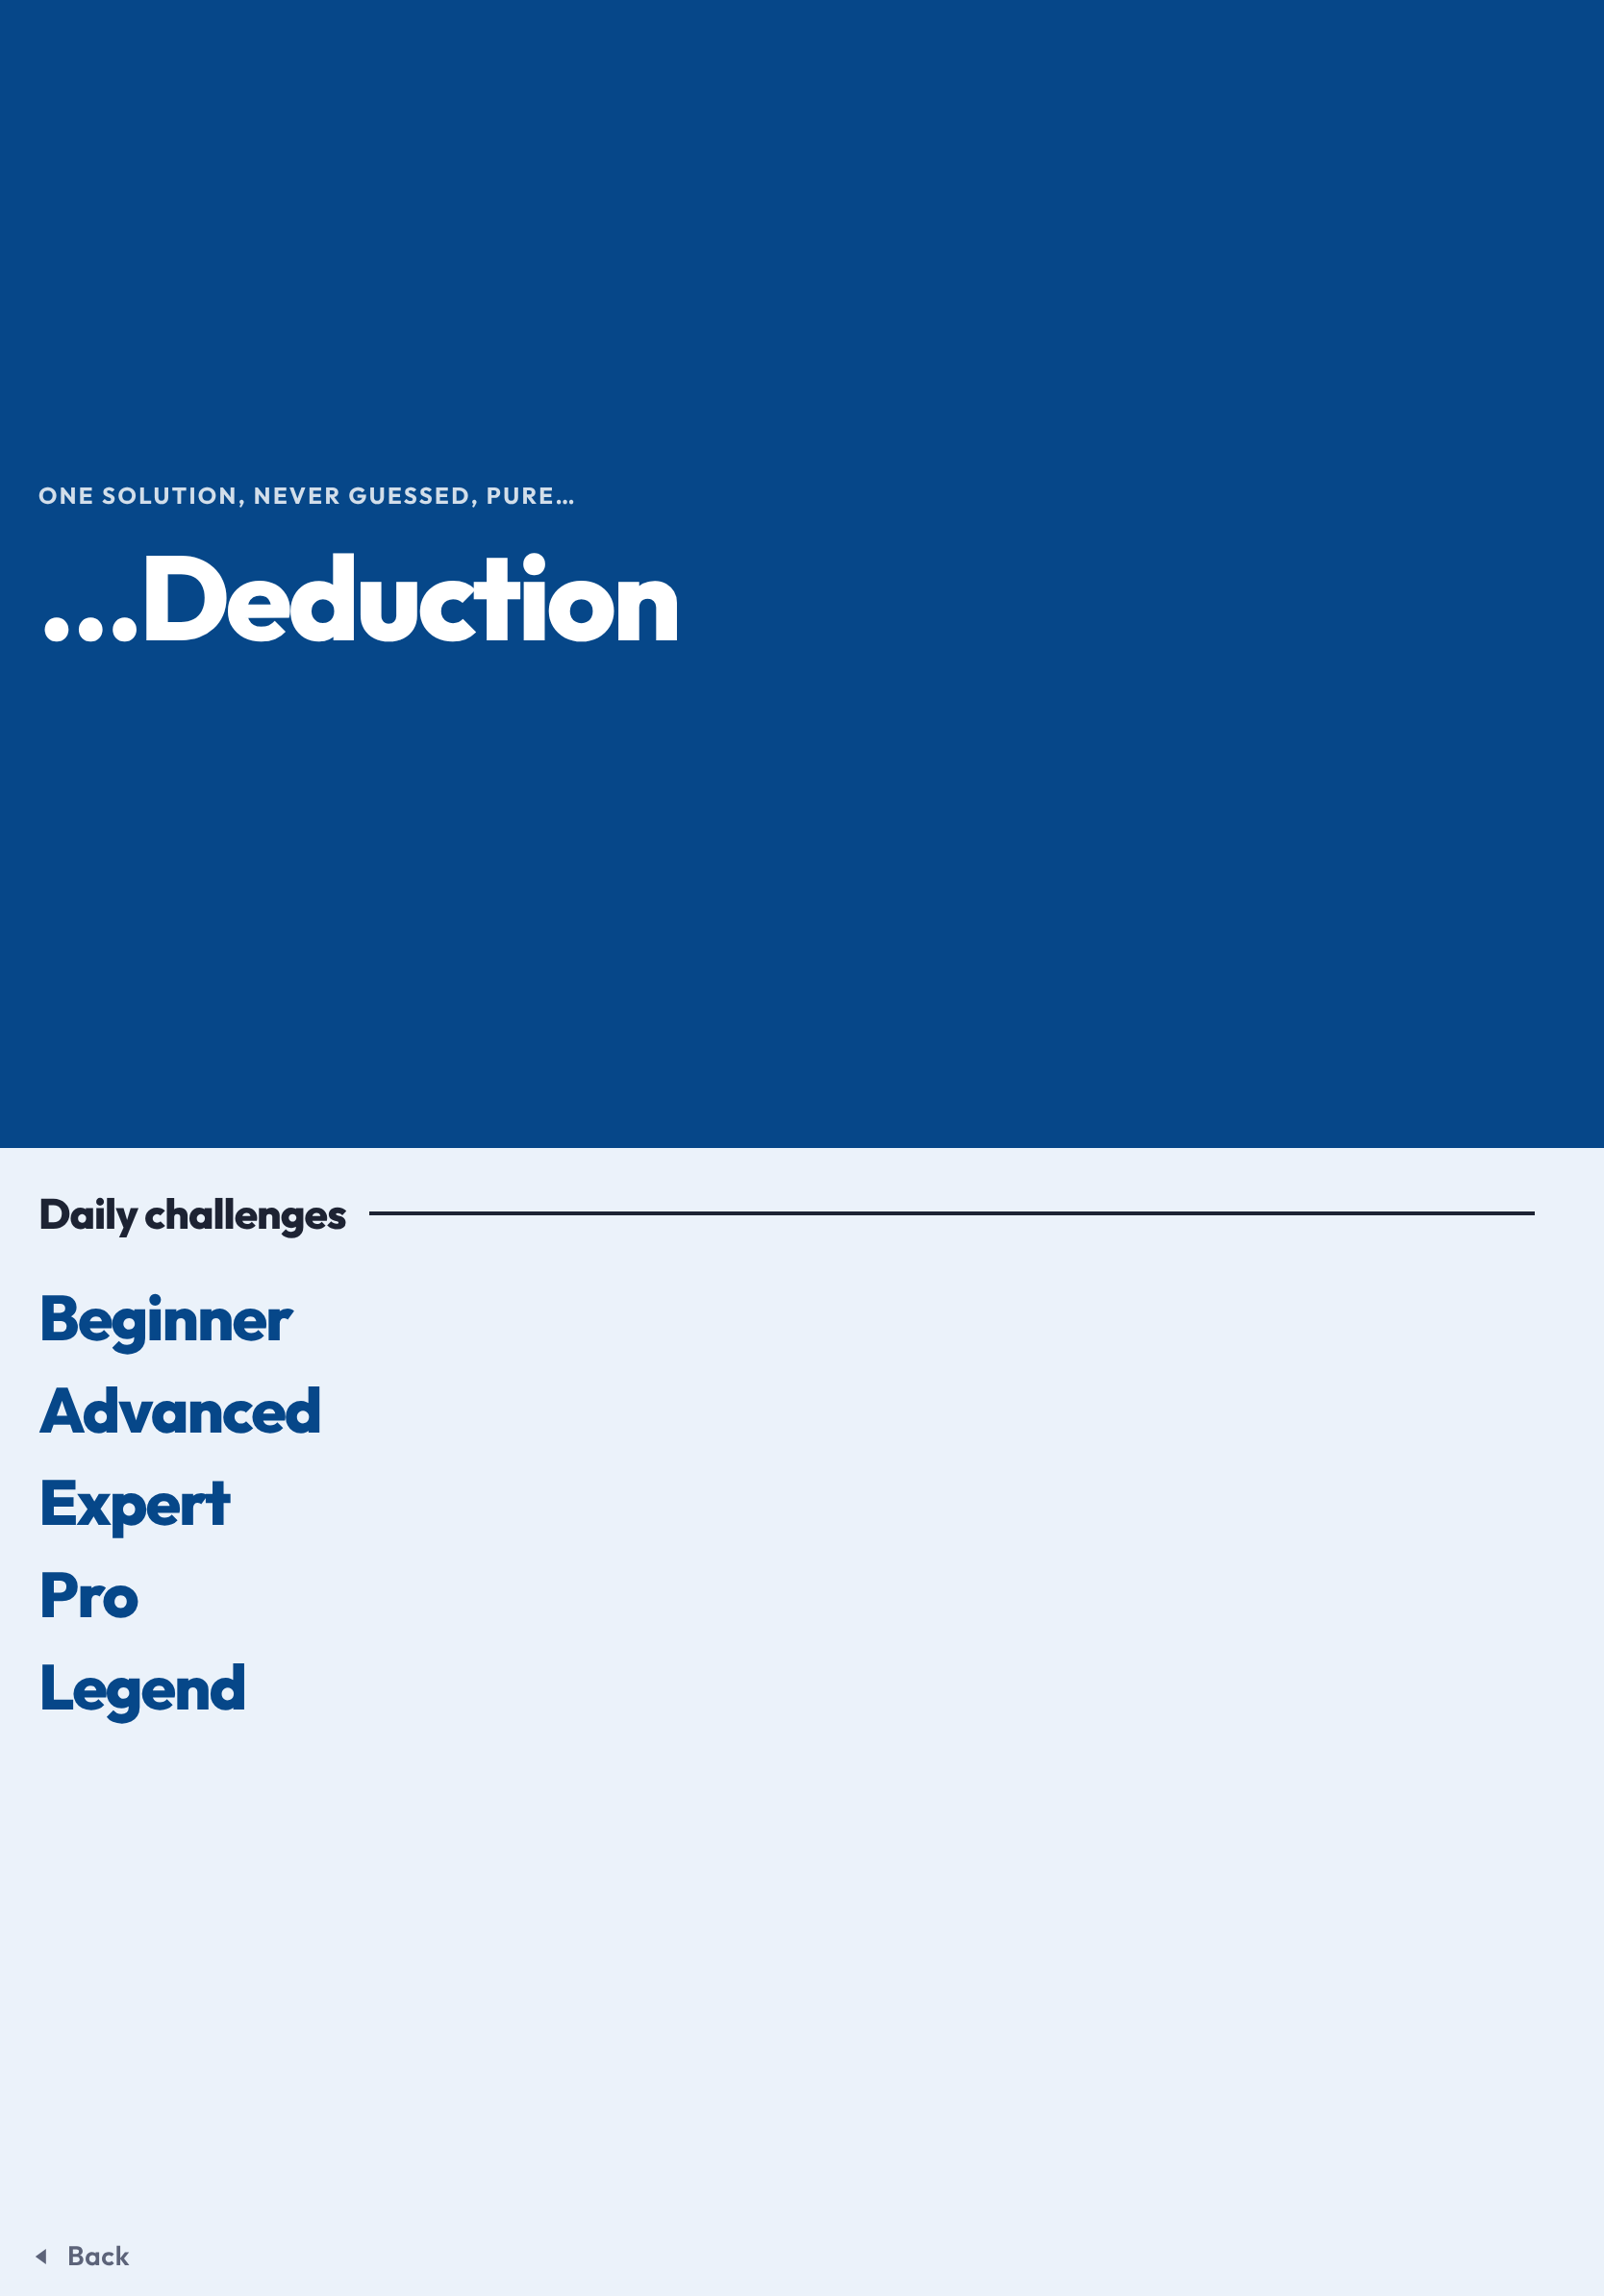 ONE SOLUTION, NEVER GUESSED, PURE…
…Deduction
Daily challenges
Beginner
Advanced
Expert
Pro
Legend
Back